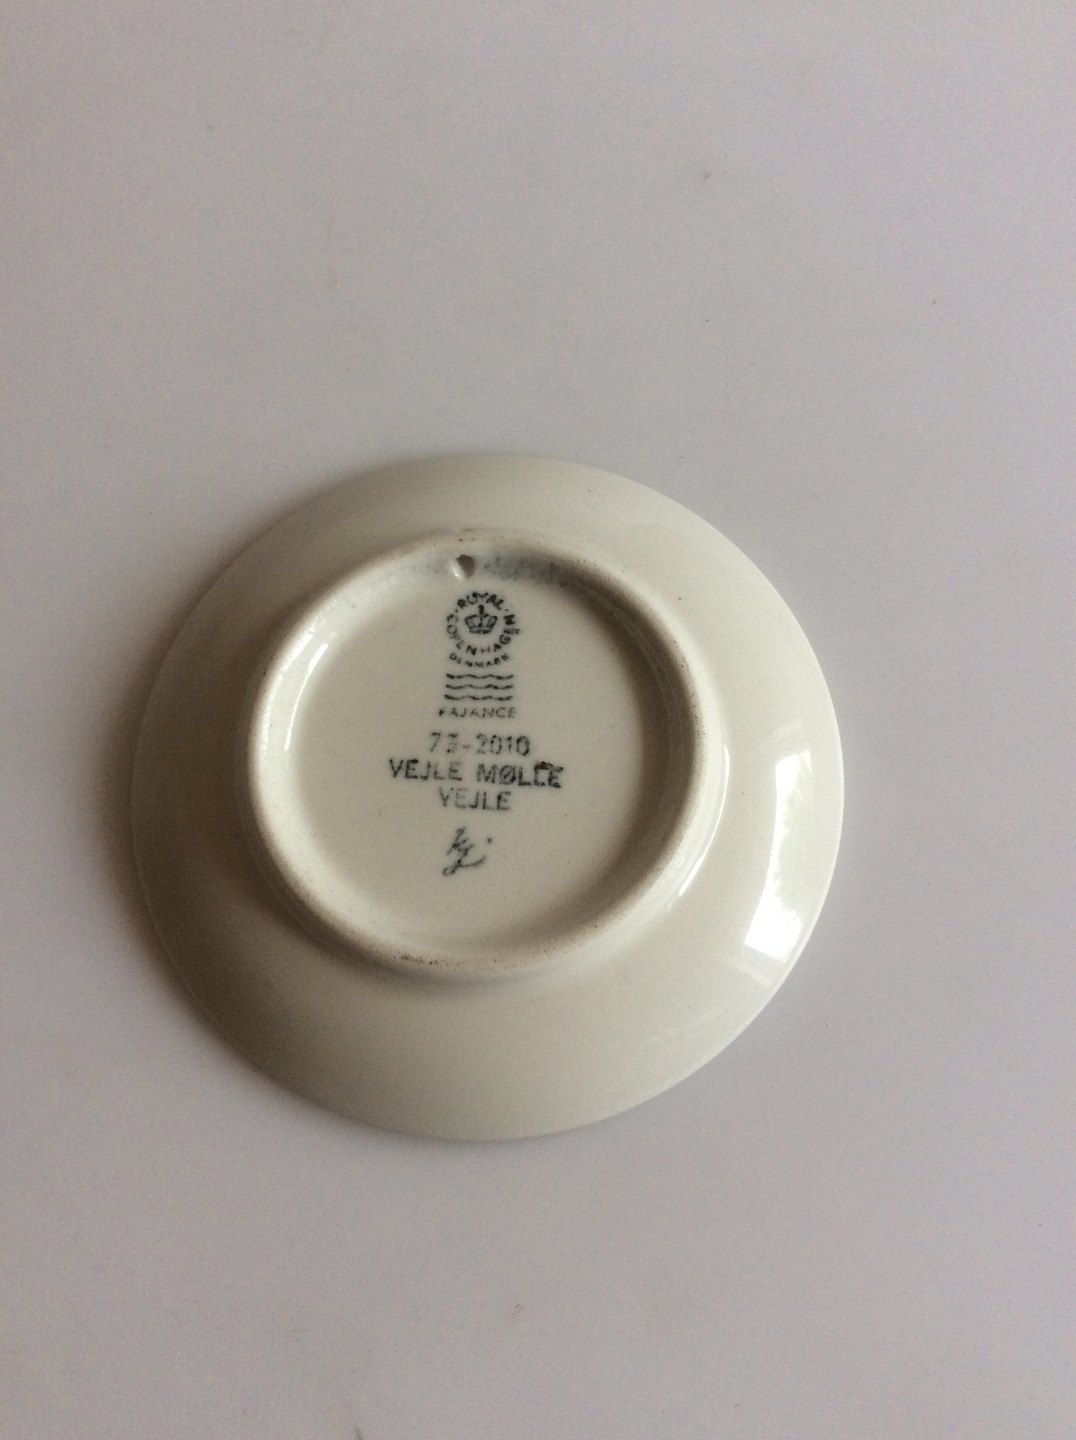 ROYAL
COPENHAGEN
DENMARK
FAJANCE
73-2010
VEJLE MØLLE
VEJLE